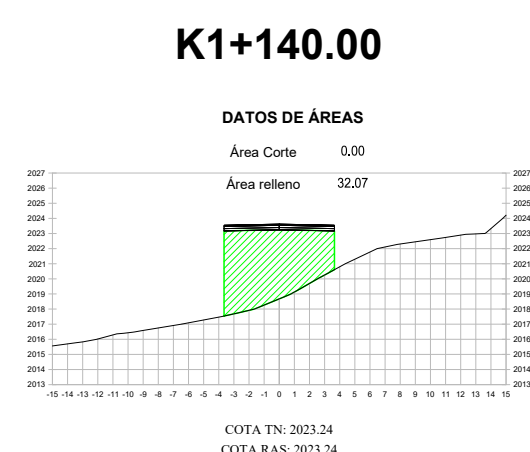 K1+140.00
DATOS DE ÁREAS
Área Corte 0.00
Área relleno 32.07
2027 2027
2026 2026
2025 2025
2024 2024
2023 2023
2022 2022
2021 2021
2020 2020
2019 2019
2018 2018
2017 2017
2016 2016
2015 2015
2014 2014
2013 2013
-15 -14 -13 -12 -11 -10 -9 -8 -7 -6 -5 -4 -3 -2 -1 0 1 2 3 4 5 6 7 8 9 10 11 12 13 14 15
COTA TN: 2023.24
COTA RAS: 2023.24